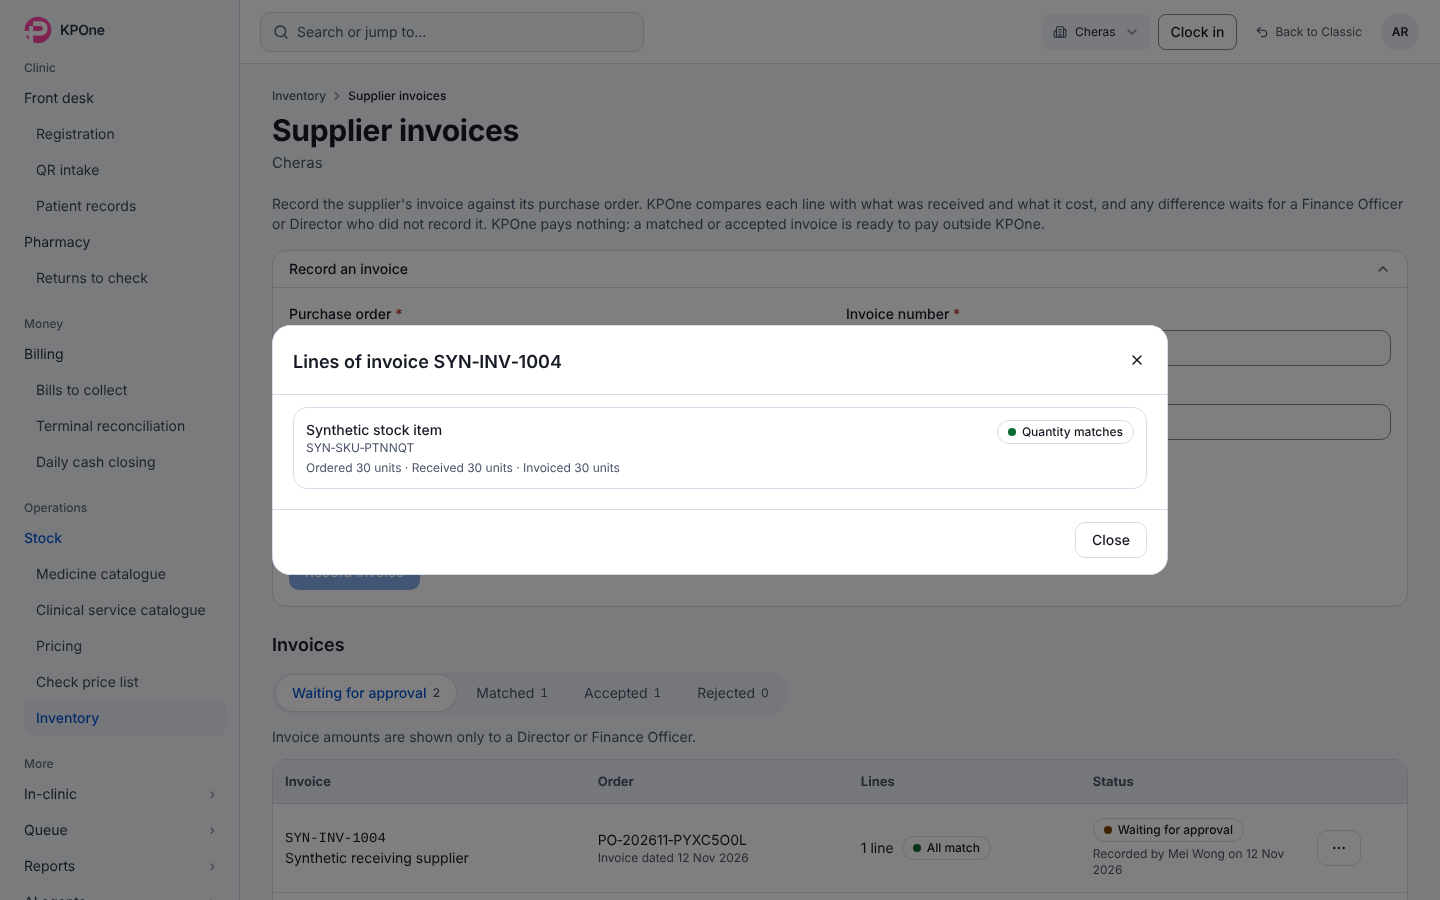 KPOne
Search or jump to...
Cheras
Clock in
Back to Classic
AR
Clinic
Front desk
Registration
QR intake
Patient records
Pharmacy
Returns to check
Money
Billing
Bills to collect
Terminal reconciliation
Daily cash closing
Operations
Stock
Medicine catalogue
Clinical service catalogue
Pricing
Check price list
Inventory
More
In-clinic
Queue
Reports
Inventory > Supplier invoices
Supplier invoices
Cheras
Record the supplier's invoice against its purchase order. KPOne compares each line with what was received and what it cost, and any difference waits for a Finance Officer
or Director who did not record it. KPOne pays nothing: a matched or accepted invoice is ready to pay outside KPOne.
Record an invoice
Purchase order *
Invoice number *
Lines of invoice SYN-INV-1004
Synthetic stock item
Quantity matches
SYN-SKU-PTNNQT
Ordered 30 units · Received 30 units · Invoiced 30 units
Close
Invoices
Waiting for approval 2
Matched 1
Accepted 1
Rejected 0
Invoice amounts are shown only to a Director or Finance Officer.
Invoice
Order
Lines
Status
SYN-INV-1004
Synthetic receiving supplier
PO-202611-PYXC5O0L
Invoice dated 12 Nov 2026
1 line
All match
Waiting for approval
Recorded by Mei Wong on 12 Nov
2026